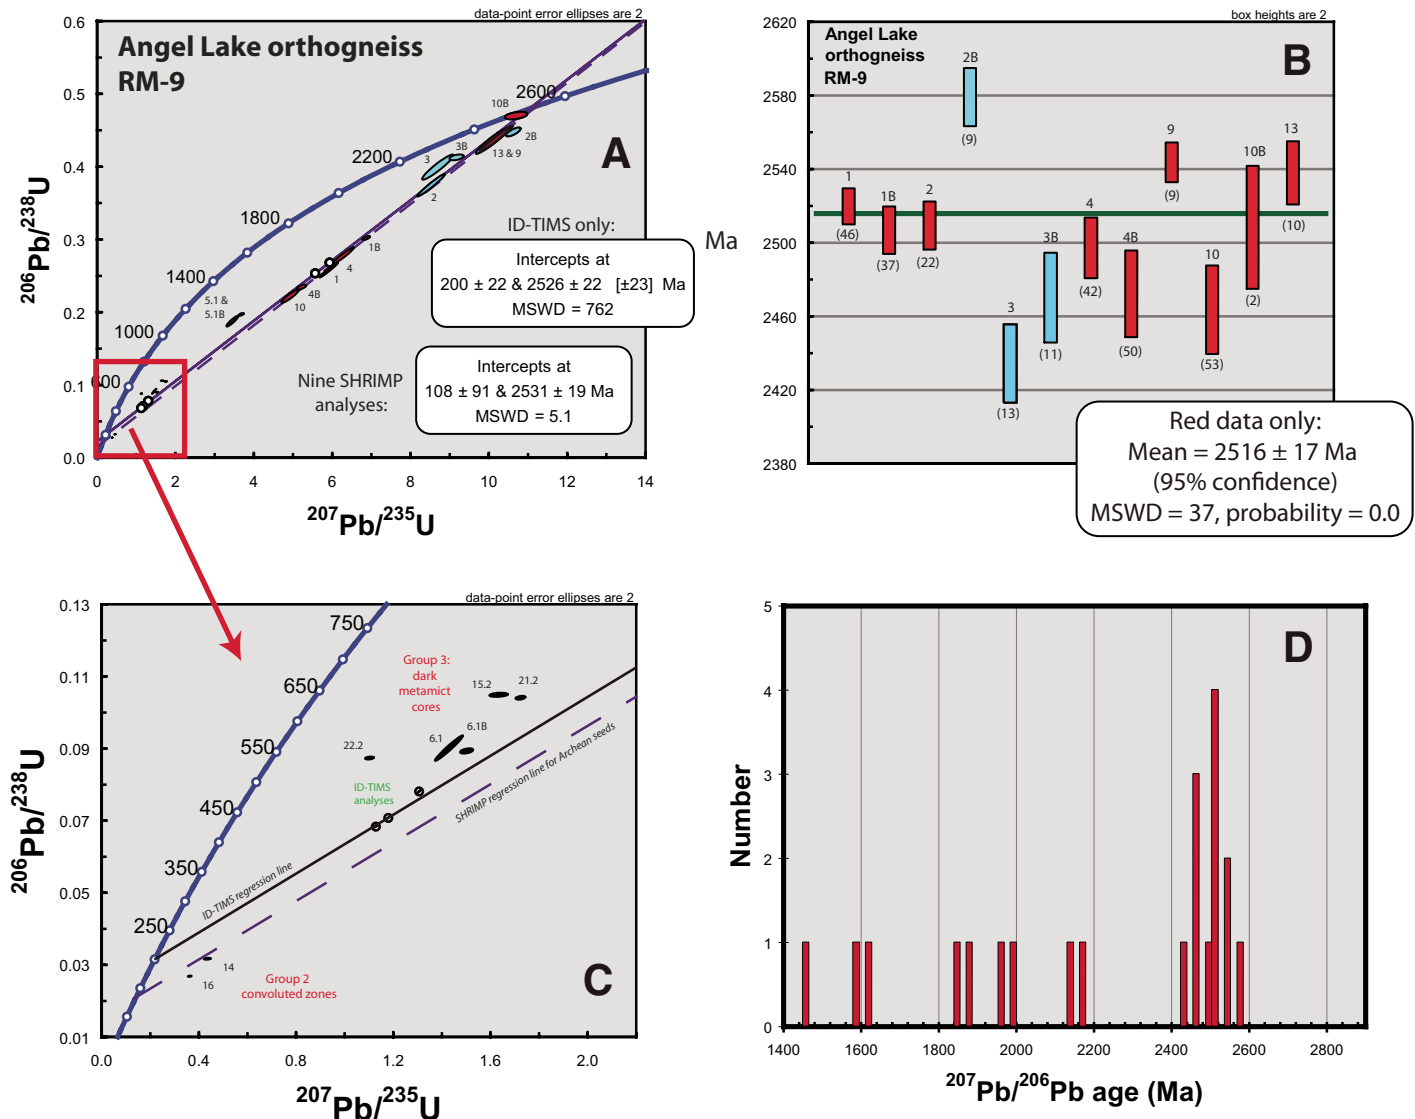 data-point error ellipses are 2
Angel Lake orthogneiss
RM-9
A
0.6
0.5
0.4
0.3
0.2
0.1
0.0
206Pb/238U
600
1000
1400
1800
2200
2600
10B
2B
3B
3
13 & 9
2
1B
4
1
4B
10
5.1 &
5.1B
ID-TIMS only:
Intercepts at
200 ± 22 & 2526 ± 22 [±23] Ma
MSWD = 762
Nine SHRIMP
analyses:
Intercepts at
108 ± 91 & 2531 ± 19 Ma
MSWD = 5.1
0 2 4 6 8 10 12 14
207Pb/235U
box heights are 2
Angel Lake
orthogneiss
RM-9
B
Ma
2620
2580
2540
2500
2460
2420
2380
1
(46)
1B
(37)
2
(22)
2B
(9)
3
(13)
3B
(11)
4
(42)
4B
(50)
9
(9)
10
(53)
10B
(2)
13
(10)
Red data only:
Mean = 2516 ± 17 Ma
(95% confidence)
MSWD = 37, probability = 0.0
data-point error ellipses are 2
0.13
0.11
0.09
0.07
0.05
0.03
0.01
206Pb/238U
750
650
550
450
350
250
Group 3:
dark
metamict
cores
15.2
21.2
6.1
6.1B
22.2
ID-TIMS
analyses
ID-TIMS regression line
SHRIMP regression line for Archean seeds
14
16
Group 2
convoluted zones
C
0.0 0.4 0.8 1.2 1.6 2.0
207Pb/235U
D
5
4
3
2
1
0
Number
1400 1600 1800 2000 2200 2400 2600 2800
207Pb/206Pb age (Ma)